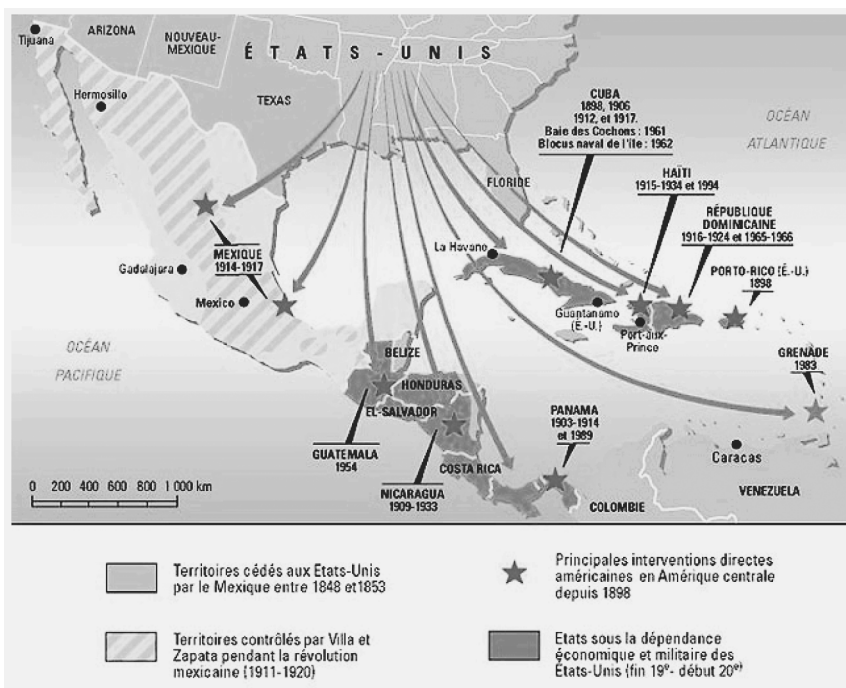 Tijuana
ARIZONA
NOUVEAU-
MEXIQUE
ÉTATS-UNIS
Hermosillo
TEXAS
CUBA
1898, 1906
1912, et 1917.
Baie des Cochons : 1961
Blocus naval de l'île : 1962
OCÉAN
ATLANTIQUE
FLORIDE
HAÏTI
1915-1934 et 1994
RÉPUBLIQUE
DOMINICAINE
1916-1924 et 1965-1966
La Havane
MEXIQUE
1914-1917
Gadalajara
PORTO-RICO (É.-U.)
1898
Mexico
Guantanamo
(É.-U.)
Port-aux-
Prince
OCÉAN
PACIFIQUE
BELIZE
GRENADE
1983
HONDURAS
EL-SALVADOR
PANAMA
1903-1914
et 1989
GUATEMALA
1954
COSTA RICA
Caracas
NICARAGUA
1909-1933
VENEZUELA
COLOMBIE
0 200 400 600 800 1 000 km
Territoires cédés aux Etats-Unis
par le Mexique entre 1848 et1853
Principales interventions directes
américaines en Amérique centrale
depuis 1898
Territoires contrôlés par Villa et
Zapata pendant la révolution
mexicaine (1911-1920)
Etats sous la dépendance
économique et militaire des
États-Unis (fin 19e- début 20e)